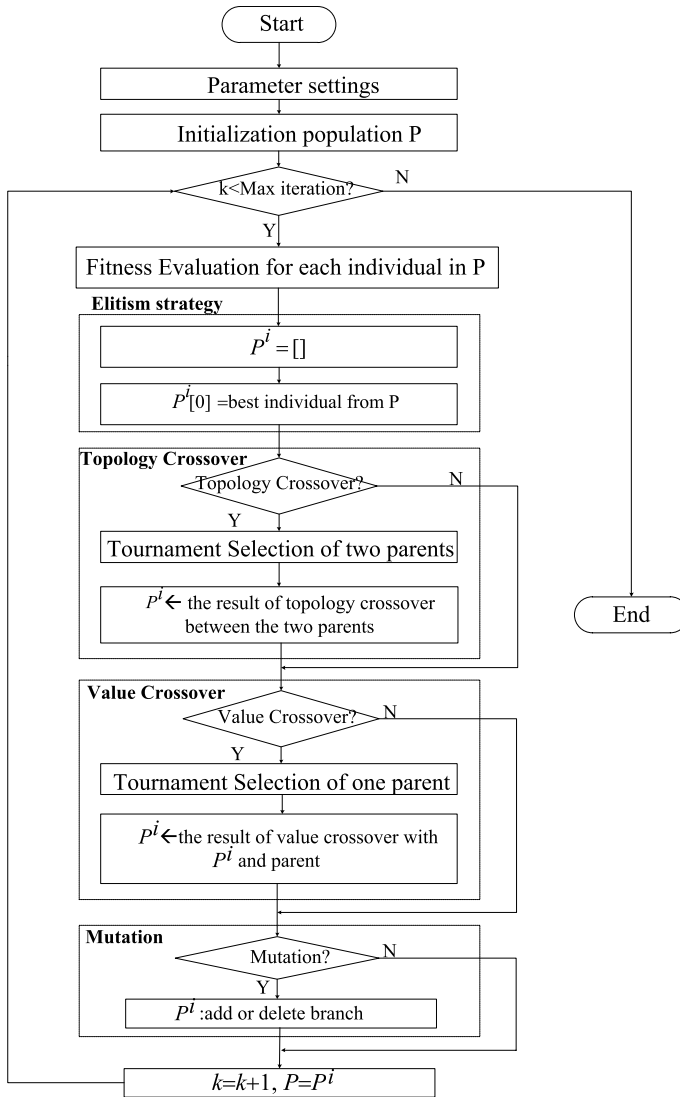 Start
Parameter settings
Initialization population P
k<Max iteration?
N
Y
Fitness Evaluation for each individual in P
Elitism strategy
P^i = []
P^i[0] =best individual from P
Topology Crossover
Topology Crossover?
N
Y
Tournament Selection of two parents
P^i ← the result of topology crossover
between the two parents
End
Value Crossover
Value Crossover?
N
Y
Tournament Selection of one parent
P^i ←the result of value crossover with
P^i and parent
Mutation
Mutation?
N
Y
P^i :add or delete branch
k=k+1, P=P^i